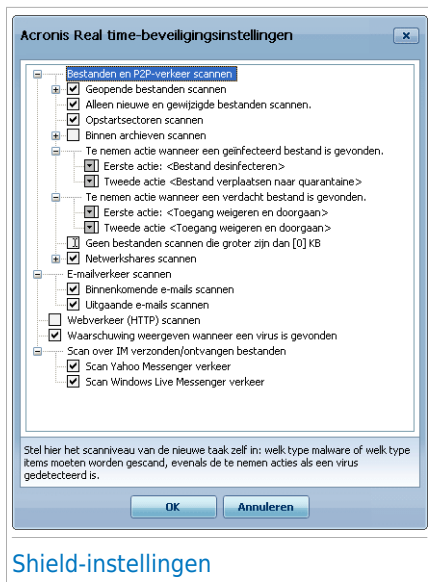 Acronis Real time-beveiligingsinstellingen
Bestanden en P2P-verkeer scannen
Geopende bestanden scannen
Alleen nieuwe en gewijzigde bestanden scannen.
Opstartsectoren scannen
Binnen archieven scannen
Te nemen actie wanneer een geïnfecteerd bestand is gevonden.
Eerste actie: <Bestand desinfecteren>
Tweede actie <Bestand verplaatsen naar quarantaine>
Te nemen actie wanneer een verdacht bestand is gevonden.
Eerste actie: <Toegang weigeren en doorgaan>
Tweede actie <Toegang weigeren en doorgaan>
Geen bestanden scannen die groter zijn dan [0] KB
Netwerkshares scannen
E-mailverkeer scannen
Binnenkomende e-mails scannen
Uitgaande e-mails scannen
Webverkeer (HTTP) scannen
Waarschuwing weergeven wanneer een virus is gevonden
Scan over IM verzonden/ontvangen bestanden
Scan Yahoo Messenger verkeer
Scan Windows Live Messenger verkeer
Stel hier het scanniveau van de nieuwe taak zelf in: welk type malware of welk type
items moeten worden gescand, evenals de te nemen acties als een virus
gedetecteerd is.
OK
Annuleren
Shield-instellingen